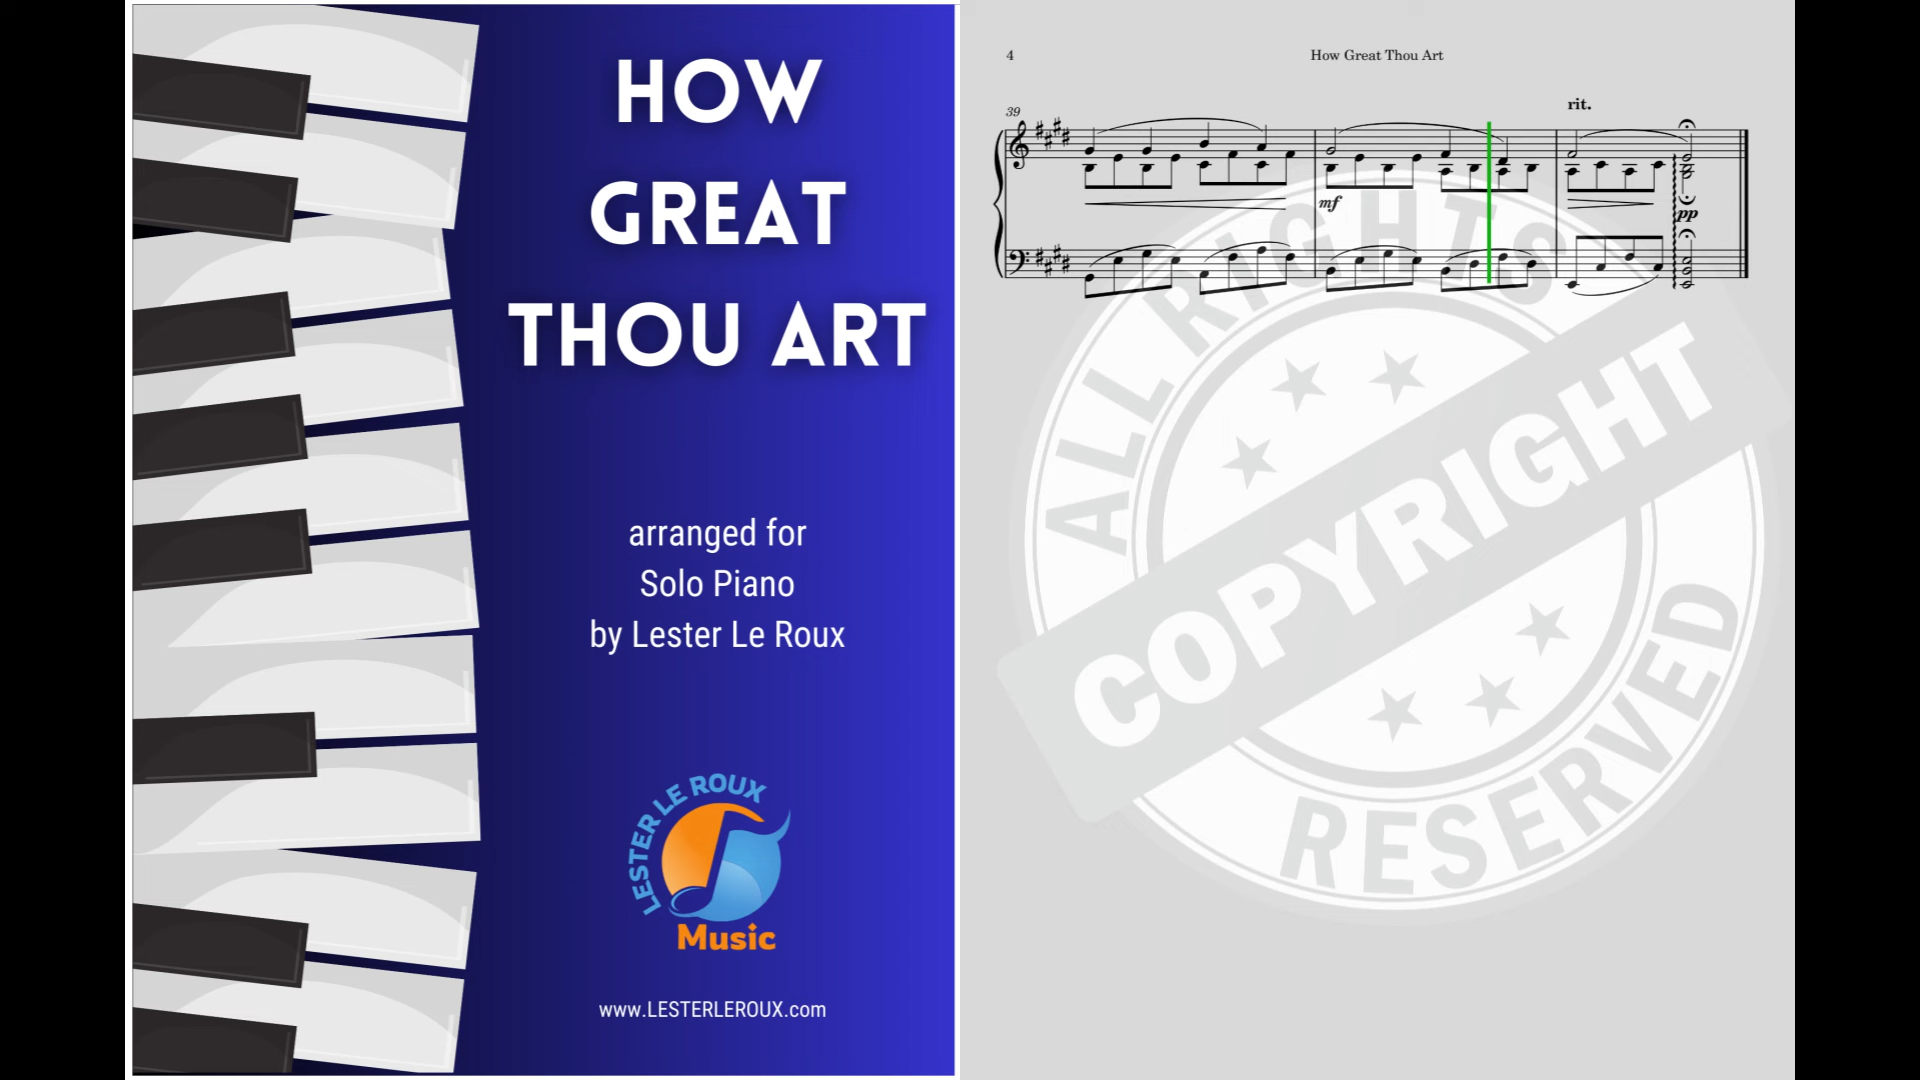 HOW
GREAT
THOU ART
arranged for
Solo Piano
by Lester Le Roux
LESTER LE ROUX
Music
www.LESTERLEROUX.com
4
How Great Thou Art
39
rit.
mf
pp
ALL RIGHTS
COPYRIGHT
RESERVED